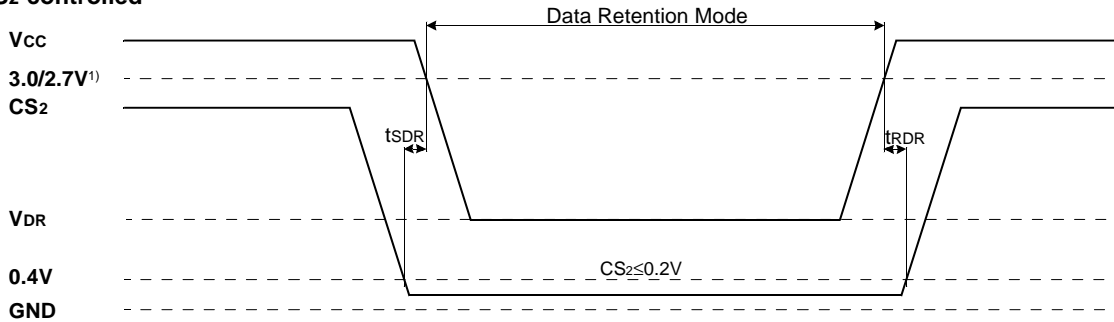 CS2 controlled
Data Retention Mode
VCC
3.0/2.7V1)
CS2
tSDR
tRDR
VDR
CS2≤0.2V
0.4V
GND